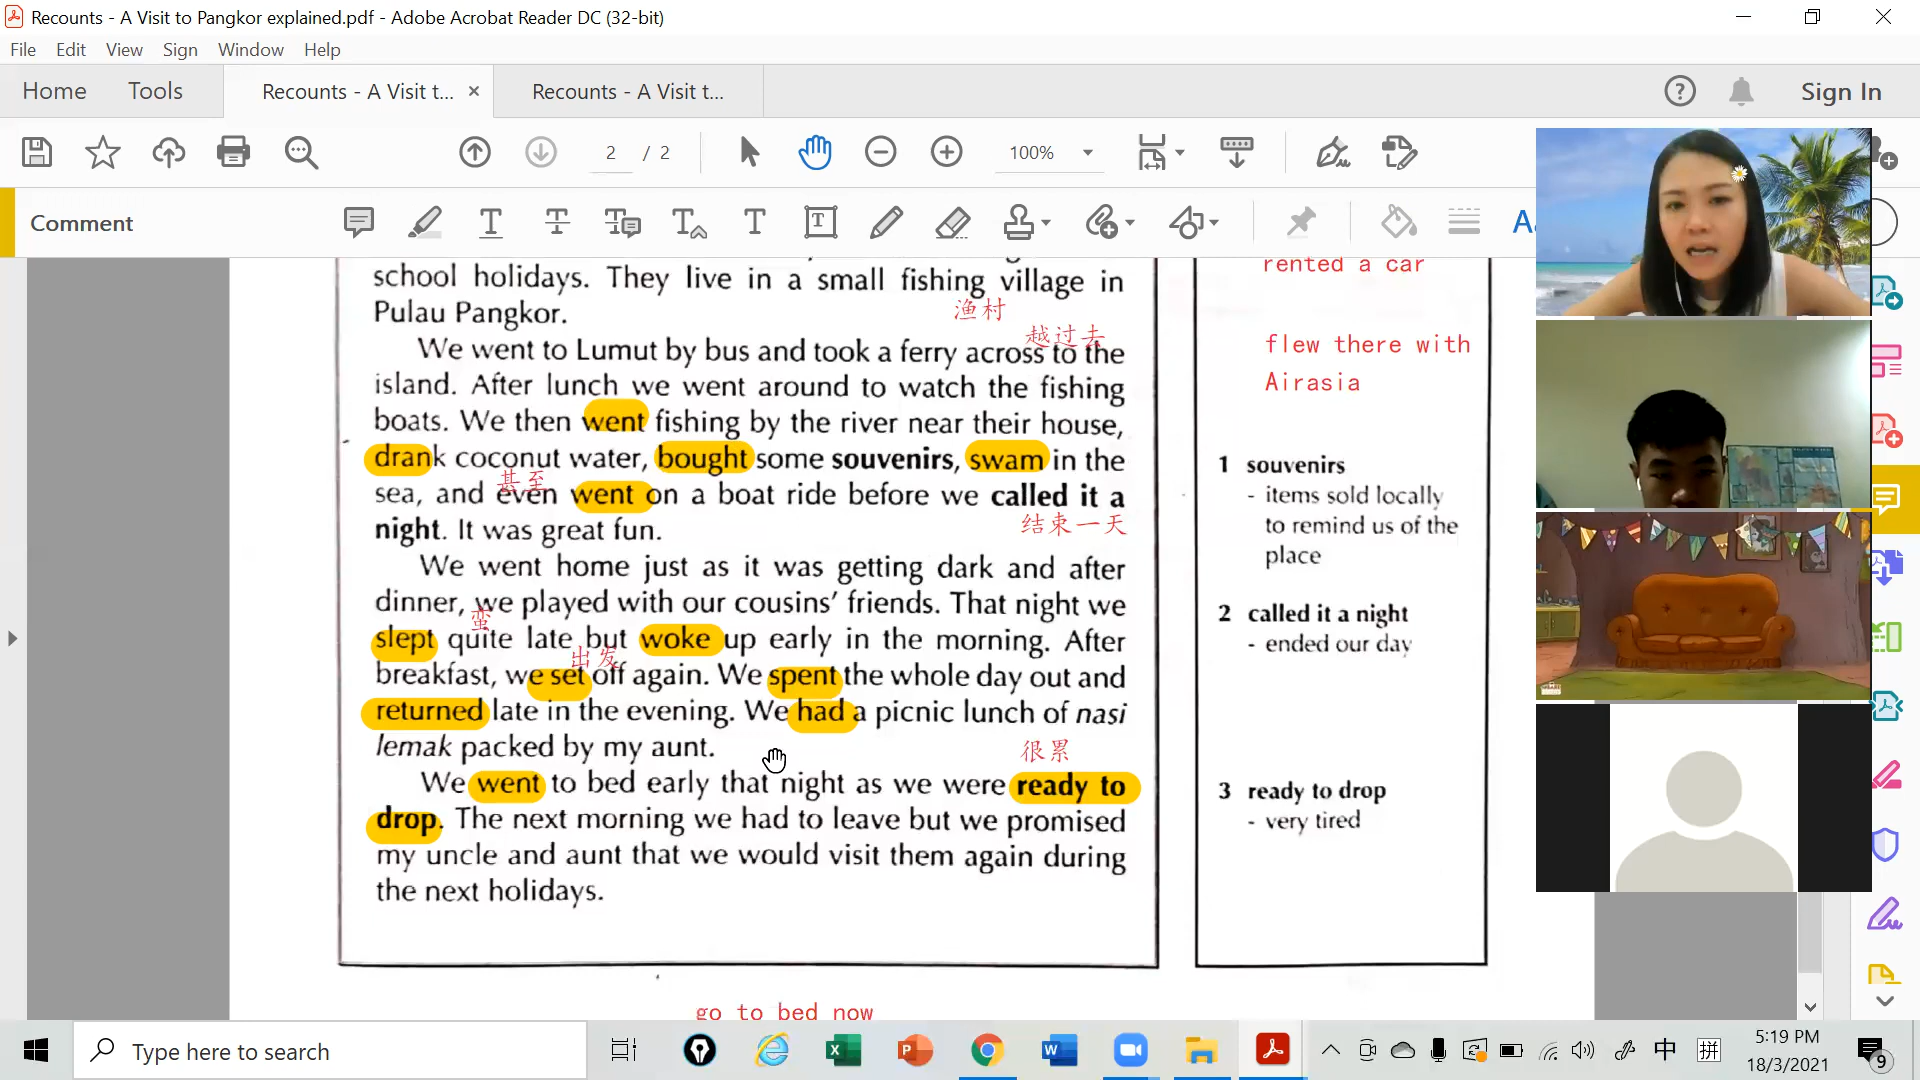 Recounts - A Visit to Pangkor explained.pdf - Adobe Acrobat Reader DC (32-bit)
File Edit View Sign Window Help
Home Tools Recounts - A Visit t... × Recounts - A Visit t... Sign In
2 / 2 100%
Comment
school holidays. They live in a small fishing village in
Pulau Pangkor.
渔村
越过去
We went to Lumut by bus and took a ferry across to the
island. After lunch we went around to watch the fishing
boats. We then went fishing by the river near their house,
drank coconut water, bought some souvenirs, swam in the
甚至
sea, and even went on a boat ride before we called it a
night. It was great fun.
结束一天
We went home just as it was getting dark and after
dinner, we played with our cousins' friends. That night we
蛮
slept quite late but woke up early in the morning. After
出发
breakfast, we set off again. We spent the whole day out and
returned late in the evening. We had a picnic lunch of nasi
lemak packed by my aunt.
很累
We went to bed early that night as we were ready to
drop. The next morning we had to leave but we promised
my uncle and aunt that we would visit them again during
the next holidays.
go to bed now
rented a car
flew there with
Airasia
1 souvenirs
- items sold locally
to remind us of the
place
2 called it a night
- ended our day
3 ready to drop
- very tired
Type here to search
中 拼
5:19 PM
18/3/2021
9